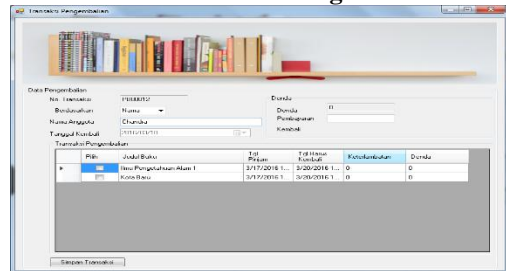 Transaksi Pengembalian
Data Pengembalian
No. Transaksi PB00012
Berdasarkan Nama
Nama Anggota Chandra
Tanggal Kembali
Denda
Denda 0
Pembayaran
Kembali
Transaksi Pengembalian
Pilih Judul Buku Tgl Pinjam Tgl Harus Kembali Keterlambatan Denda
Ilmu Pengetahuan Alam 1 3/17/2016 1... 3/20/2016 1... 0 0
Kota Baru 3/17/2016 1... 3/20/2016 1... 0 0
Simpan Transaksi